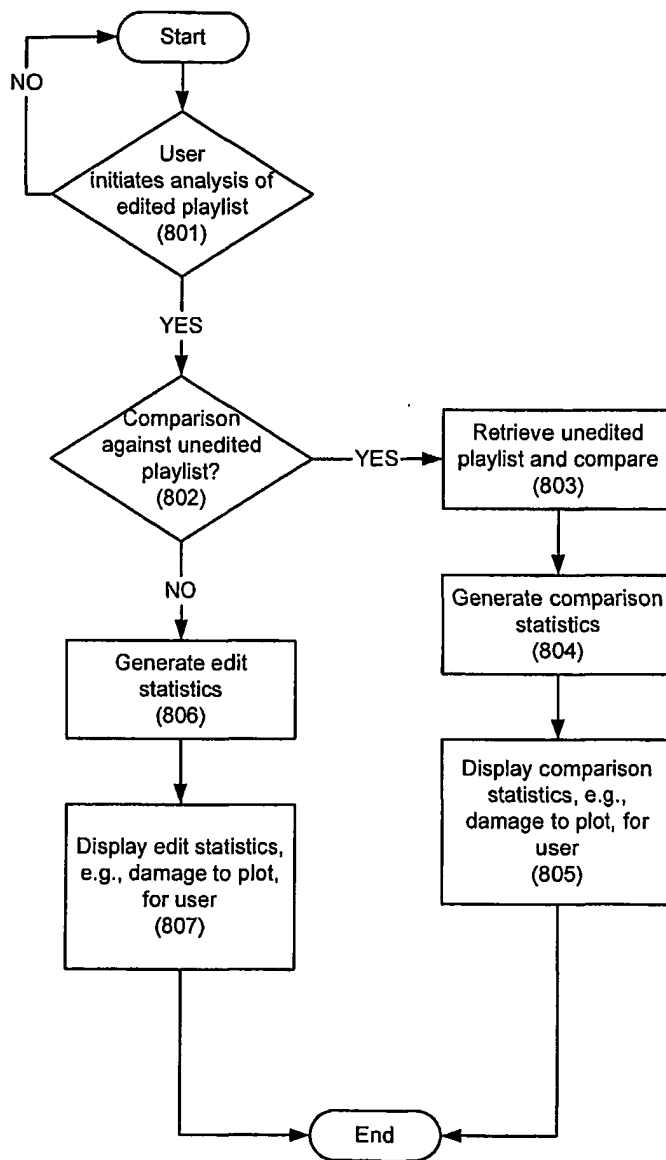 Start
NO
User
initiates analysis of
edited playlist
(801)
YES
Comparison
against unedited
playlist?
(802)
YES
Retrieve unedited
playlist and compare
(803)
NO
Generate comparison
statistics
(804)
Generate edit
statistics
(806)
Display comparison
statistics, e.g.,
damage to plot, for
user
(805)
Display edit statistics,
e.g., damage to plot,
for user
(807)
End